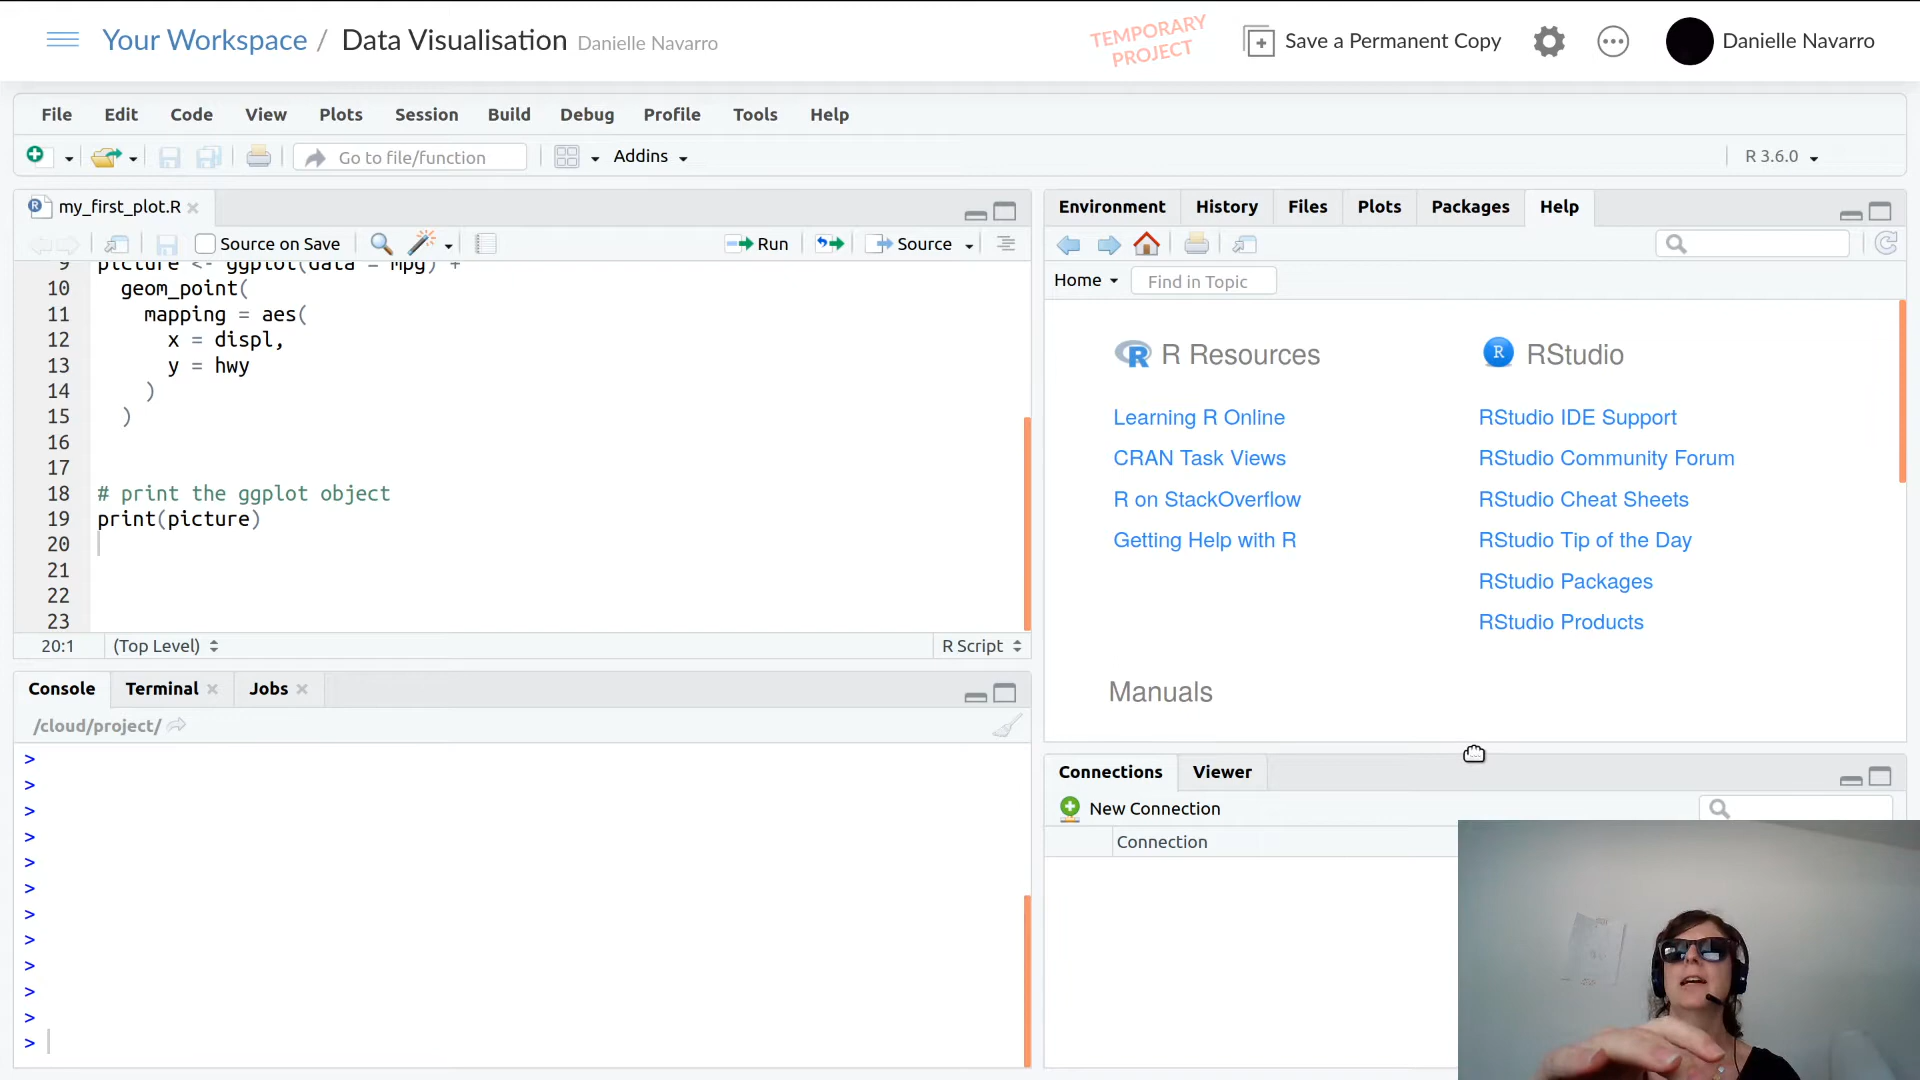 Your Workspace / Data Visualisation Danielle Navarro
TEMPORARY
PROJECT
Save a Permanent Copy
Danielle Navarro
File Edit Code View Plots Session Build Debug Profile Tools Help
Go to file/function
Addins
R 3.6.0
my_first_plot.R
Source on Save
Run
Source
9 picture <- ggplot(data = mpg) +
10 geom_point(
11 mapping = aes(
12 x = displ,
13 y = hwy
14 )
15 )
16
17
18 # print the ggplot object
19 print(picture)
20
21
22
23
20:1 (Top Level) R Script
Console Terminal Jobs
/cloud/project/
>
>
>
>
>
>
>
>
>
>
>
>
Environment History Files Plots Packages Help
Home Find in Topic
R R Resources
Learning R Online
CRAN Task Views
R on StackOverflow
Getting Help with R
R RStudio
RStudio IDE Support
RStudio Community Forum
RStudio Cheat Sheets
RStudio Tip of the Day
RStudio Packages
RStudio Products
Manuals
Connections Viewer
New Connection
Connection